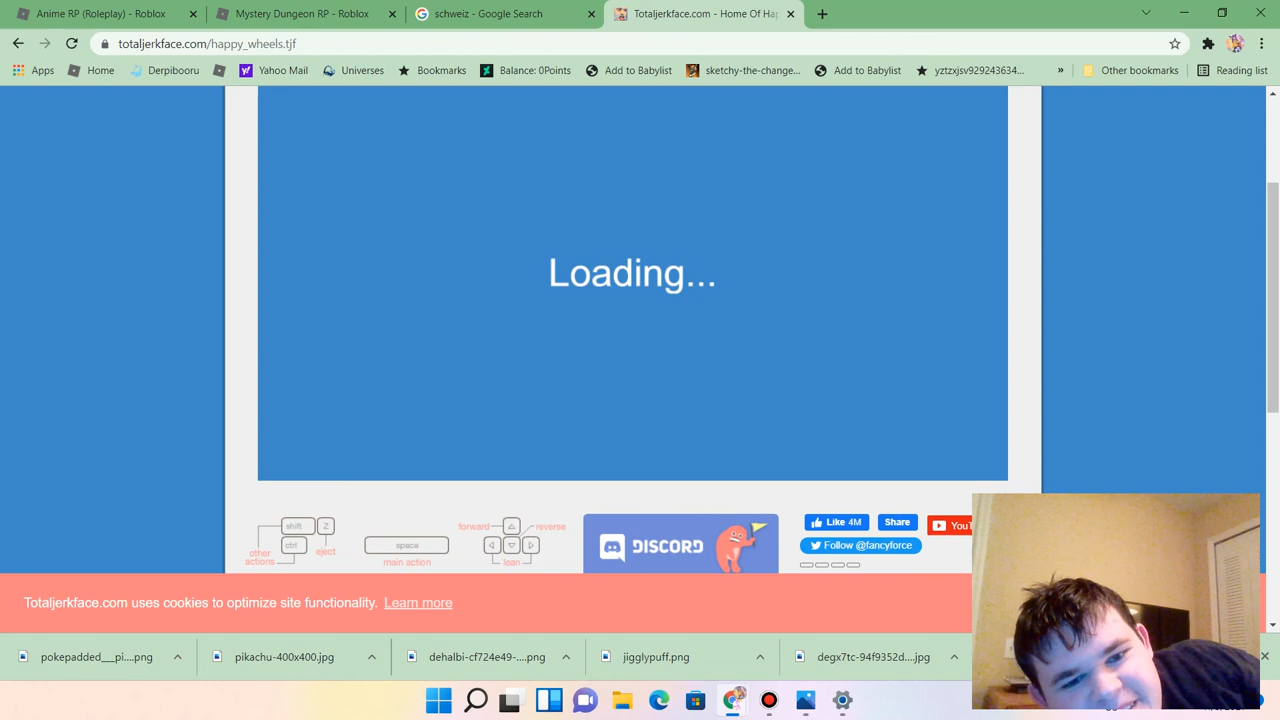 Anime RP (Roleplay) - Roblox
Mystery Dungeon RP - Roblox
schweiz - Google Search
Totaljerkface.com - Home Of Hap
totaljerkface.com/happy_wheels.tjf
Apps
Home
Derpibooru
Yahoo Mail
Universes
Bookmarks
Balance: 0Points
Add to Babylist
sketchy-the-change...
Add to Babylist
yztzxjsv929243634...
»
Other bookmarks
Reading list
Loading...
shift
Z
ctrl
other
actions
eject
space
main action
forward
reverse
lean
DISCORD
Like 4M
Share
YouT
Follow @fancyforce
Totaljerkface.com uses cookies to optimize site functionality. Learn more
pokepadded___pi....png
pikachu-400x400.jpg
dehalbi-cf724e49-....png
jigglypuff.png
degx7tc-94f9352d....jpg